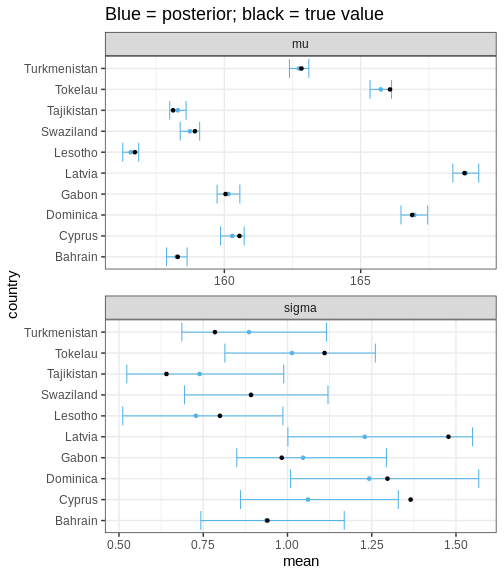 Blue = posterior; black = true value
mu
Turkmenistan
Tokelau
Tajikistan
Swaziland
Lesotho
Latvia
Gabon
Dominica
Cyprus
Bahrain
160 165
country
sigma
Turkmenistan
Tokelau
Tajikistan
Swaziland
Lesotho
Latvia
Gabon
Dominica
Cyprus
Bahrain
0.50 0.75 1.00 1.25 1.50
mean